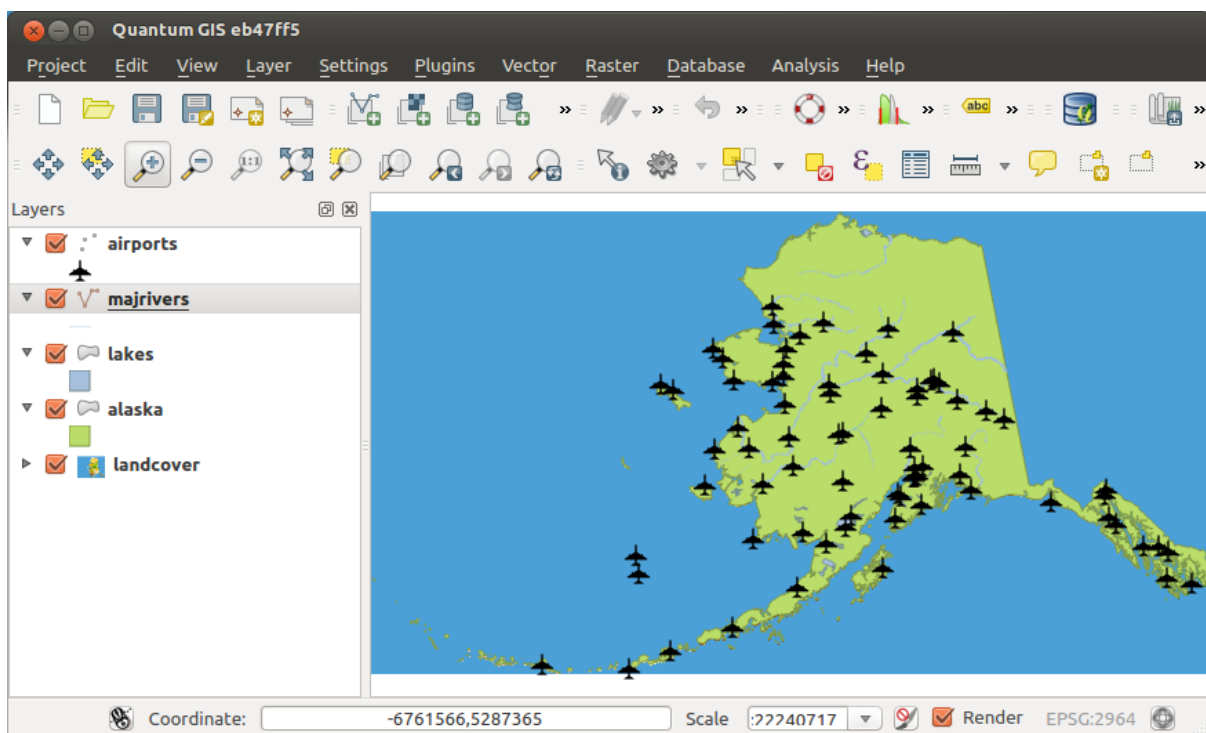 Quantum GIS eb47ff5
Project Edit View Layer Settings Plugins Vector Raster Database Analysis Help
abc
1:1
Layers
airports
majrivers
lakes
alaska
landcover
Coordinate: -6761566,5287365 Scale :22240717 Render EPSG:2964